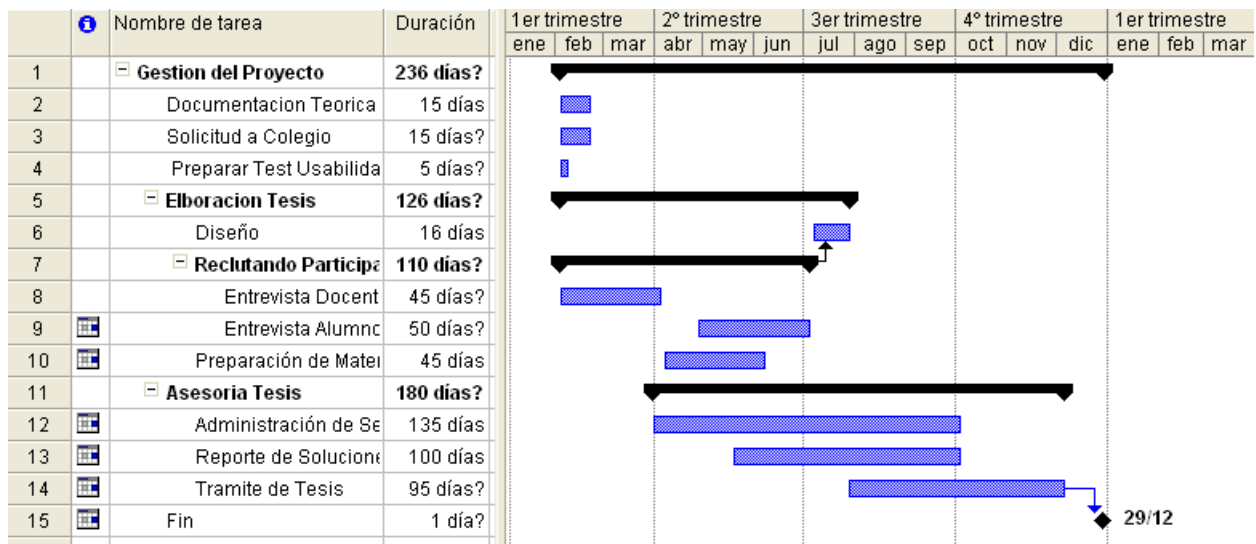 Nombre de tarea Duración 1er trimestre 2º trimestre 3er trimestre 4º trimestre 1er trimestre
ene feb mar abr may jun jul ago sep oct nov dic ene feb mar
1 Gestion del Proyecto 236 días?
2 Documentacion Teorica 15 días
3 Solicitud a Colegio 15 días?
4 Preparar Test Usabilida 5 días?
5 Elboracion Tesis 126 días?
6 Diseño 16 días
7 Reclutando Participa 110 días?
8 Entrevista Docent 45 días?
9 Entrevista Alumno 50 días?
10 Preparación de Mater 45 días
11 Asesoria Tesis 180 días?
12 Administración de Se 135 días
13 Reporte de Solucione 100 días
14 Tramite de Tesis 95 días?
15 Fin 1 día? 29/12